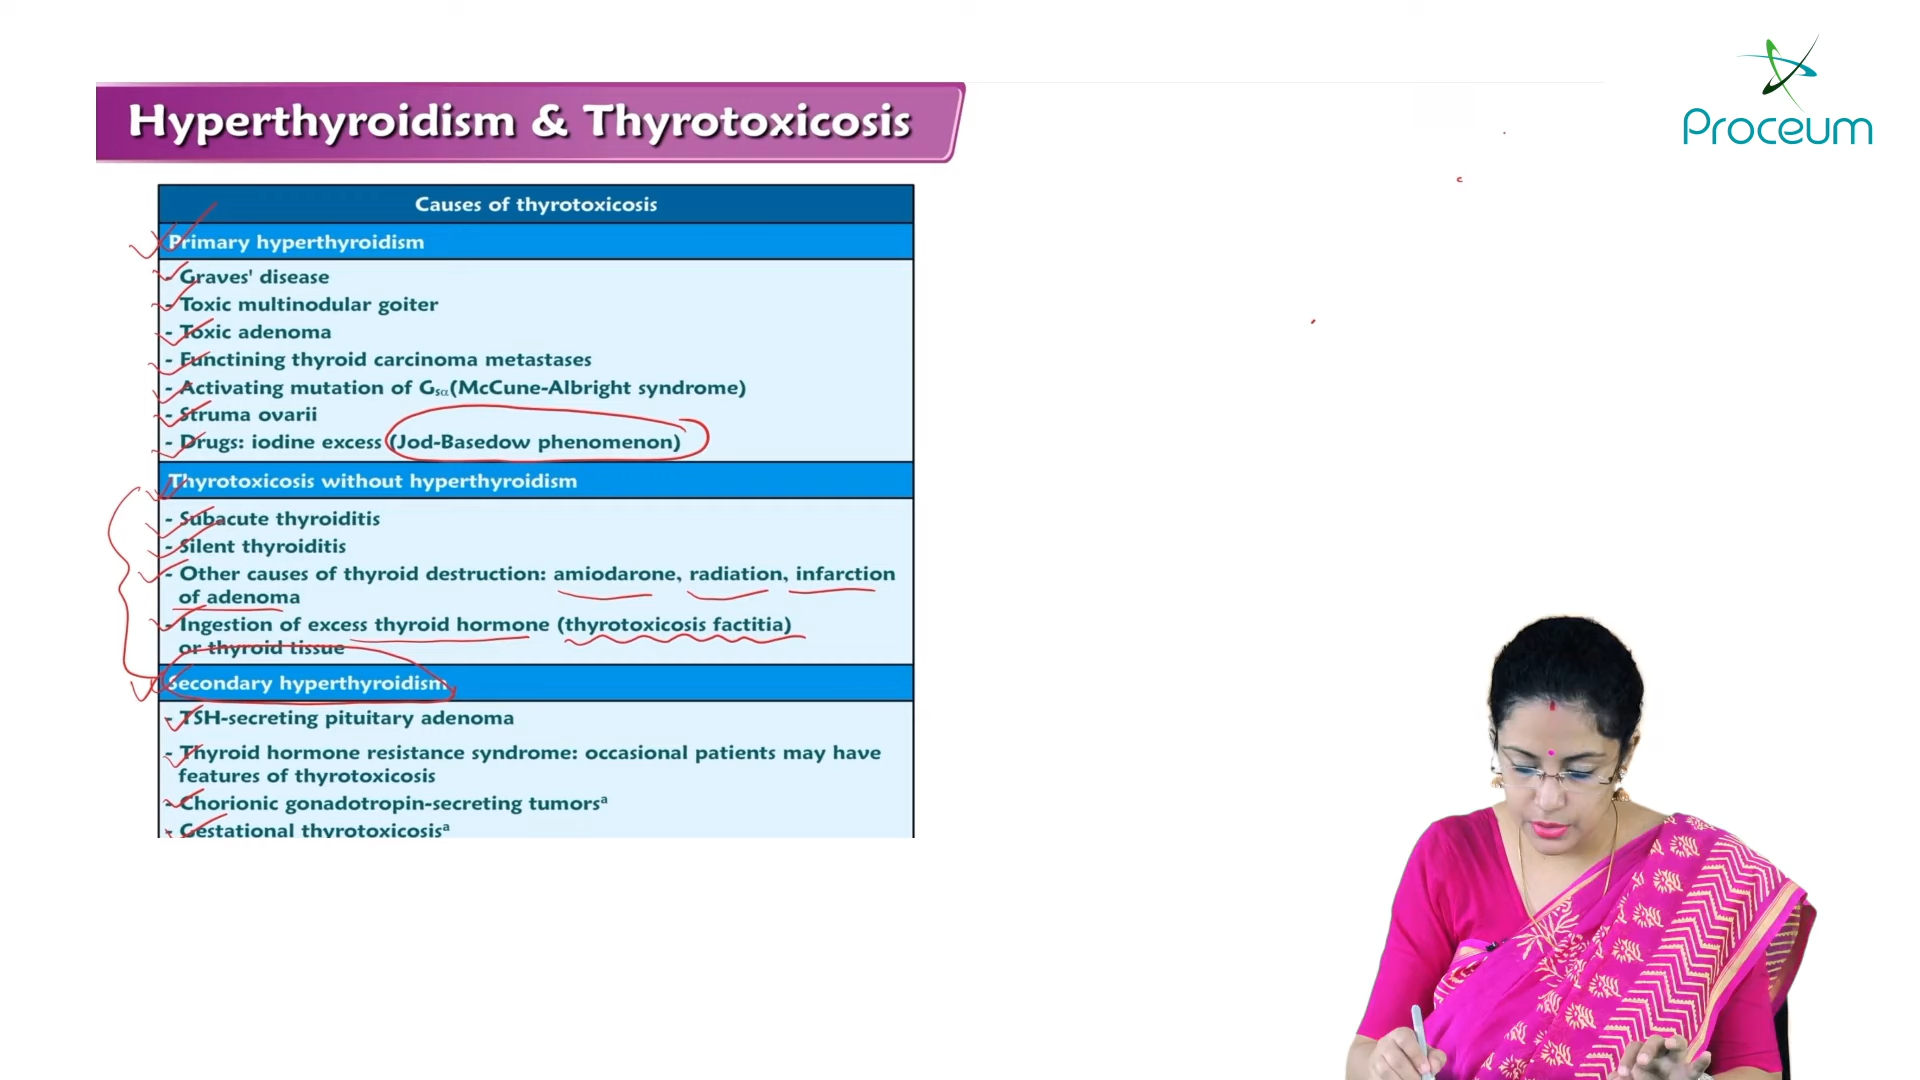 Hyperthyroidism & Thyrotoxicosis
Proceum
Causes of thyrotoxicosis
Primary hyperthyroidism
- Graves' disease
- Toxic multinodular goiter
- Toxic adenoma
- Functining thyroid carcinoma metastases
- Activating mutation of Gsα(McCune-Albright syndrome)
- Struma ovarii
- Drugs: iodine excess (Jod-Basedow phenomenon)
Thyrotoxicosis without hyperthyroidism
- Subacute thyroiditis
- Silent thyroiditis
- Other causes of thyroid destruction: amiodarone, radiation, infarction
of adenoma
- Ingestion of excess thyroid hormone (thyrotoxicosis factitia)
or thyroid tissue
Secondary hyperthyroidism
- TSH-secreting pituitary adenoma
- Thyroid hormone resistance syndrome: occasional patients may have
features of thyrotoxicosis
- Chorionic gonadotropin-secreting tumorsª
- Gestational thyrotoxicosisª